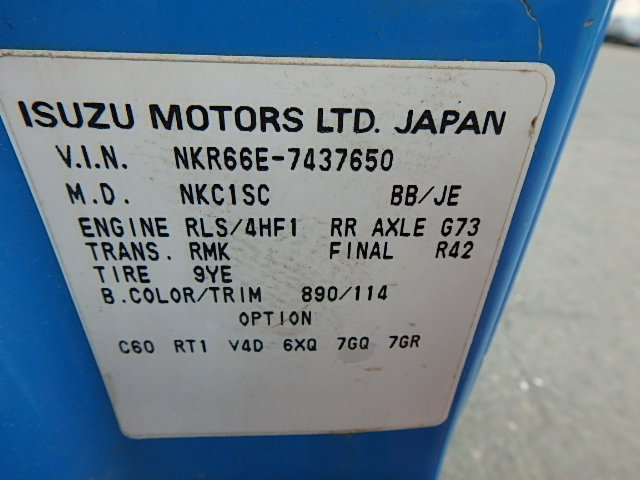 ISUZU MOTORS LTD. JAPAN
V.I.N. NKR66E-7437650
M.D. NKC1SC BB/JE
ENGINE RLS/4HF1 RR AXLE G73
TRANS. RMK FINAL R42
TIRE 9YE
B.COLOR/TRIM 890/114
OPTION
C60 RT1 V4D 6XQ 7GQ 7GR